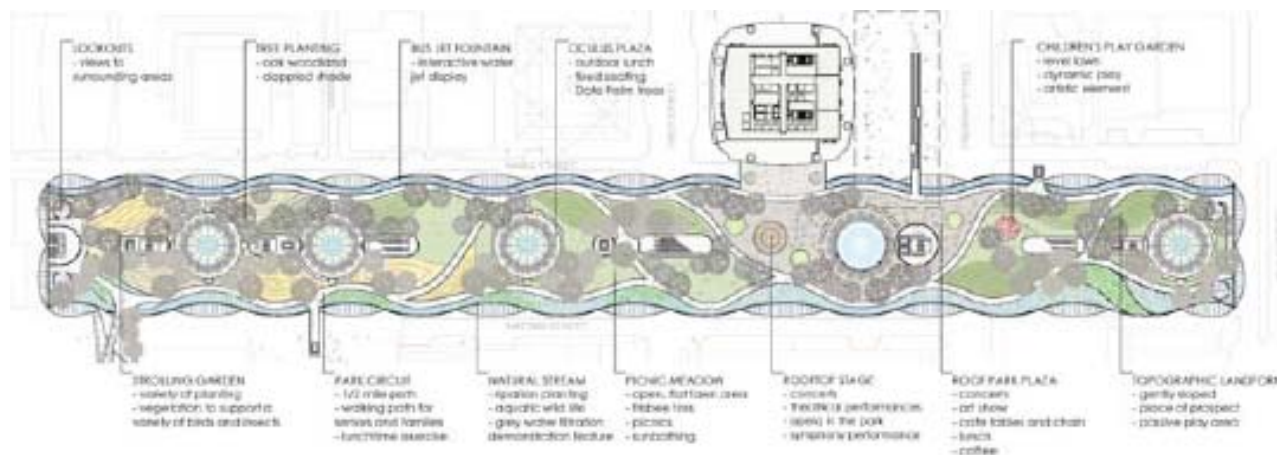 LOOKOUTS
- views to
surrounding areas
TREE PLANTING
- oak woodland
- dappled shade
BUS JET FOUNTAIN
- interactive water
jet display
OCULUS PLAZA
- outdoor lunch
- fixed seating
Date Palm trees
CHILDREN'S PLAY GARDEN
- level lawn
- dynamic play
- artistic element
STROLLING GARDEN
- variety of planting
- vegetation to support a
variety of birds and insects
PARK CIRCUIT
- 1/2 mile path
- walking path for
seniors and families
- lunchtime exercise
NATURAL STREAM
- riparian planting
- aquatic wild life
- grey water filtration
demonstration feature
PICNIC MEADOW
- open, flat lawn areas
- frisbee toss
- picnics
- sunbathing
ROOFTOP STAGE
- concerts
- theatrical performances
- opera in the park
- symphony performance
ROOF PARK PLAZA
- concerts
- art show
- cafe tables and chairs
- lunch
- coffee
TOPOGRAPHIC LANDFORM
- gently sloped
- place of prospect
- passive play area